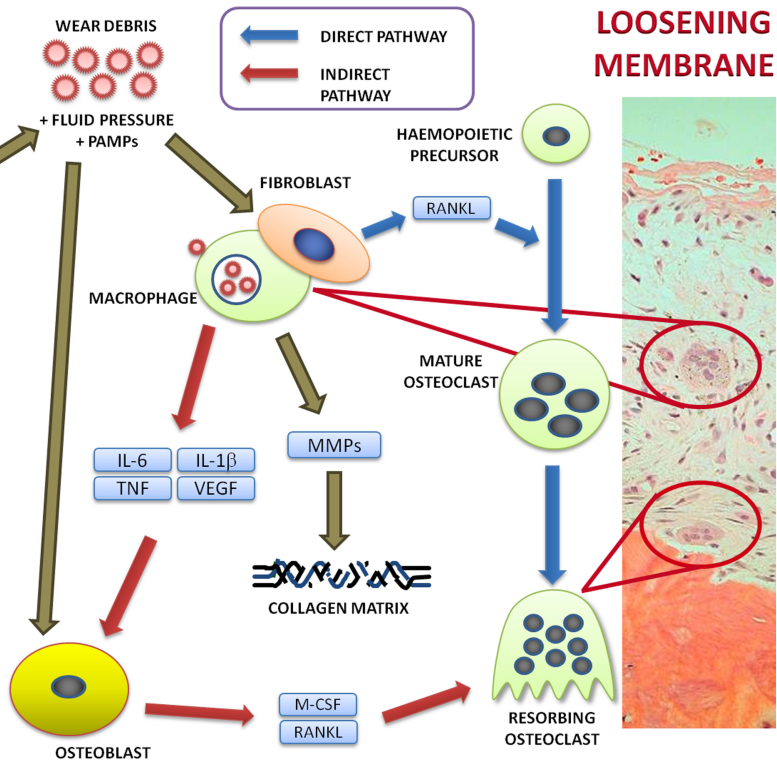 WEAR DEBRIS
+ FLUID PRESSURE
+ PAMPs
DIRECT PATHWAY
INDIRECT
PATHWAY
LOOSENING
MEMBRANE
HAEMOPOIETIC
PRECURSOR
FIBROBLAST
RANKL
MACROPHAGE
MATURE
OSTEOCLAST
IL-6
IL-1β
TNF
VEGF
MMPs
COLLAGEN MATRIX
M-CSF
RANKL
OSTEOBLAST
RESORBING
OSTEOCLAST